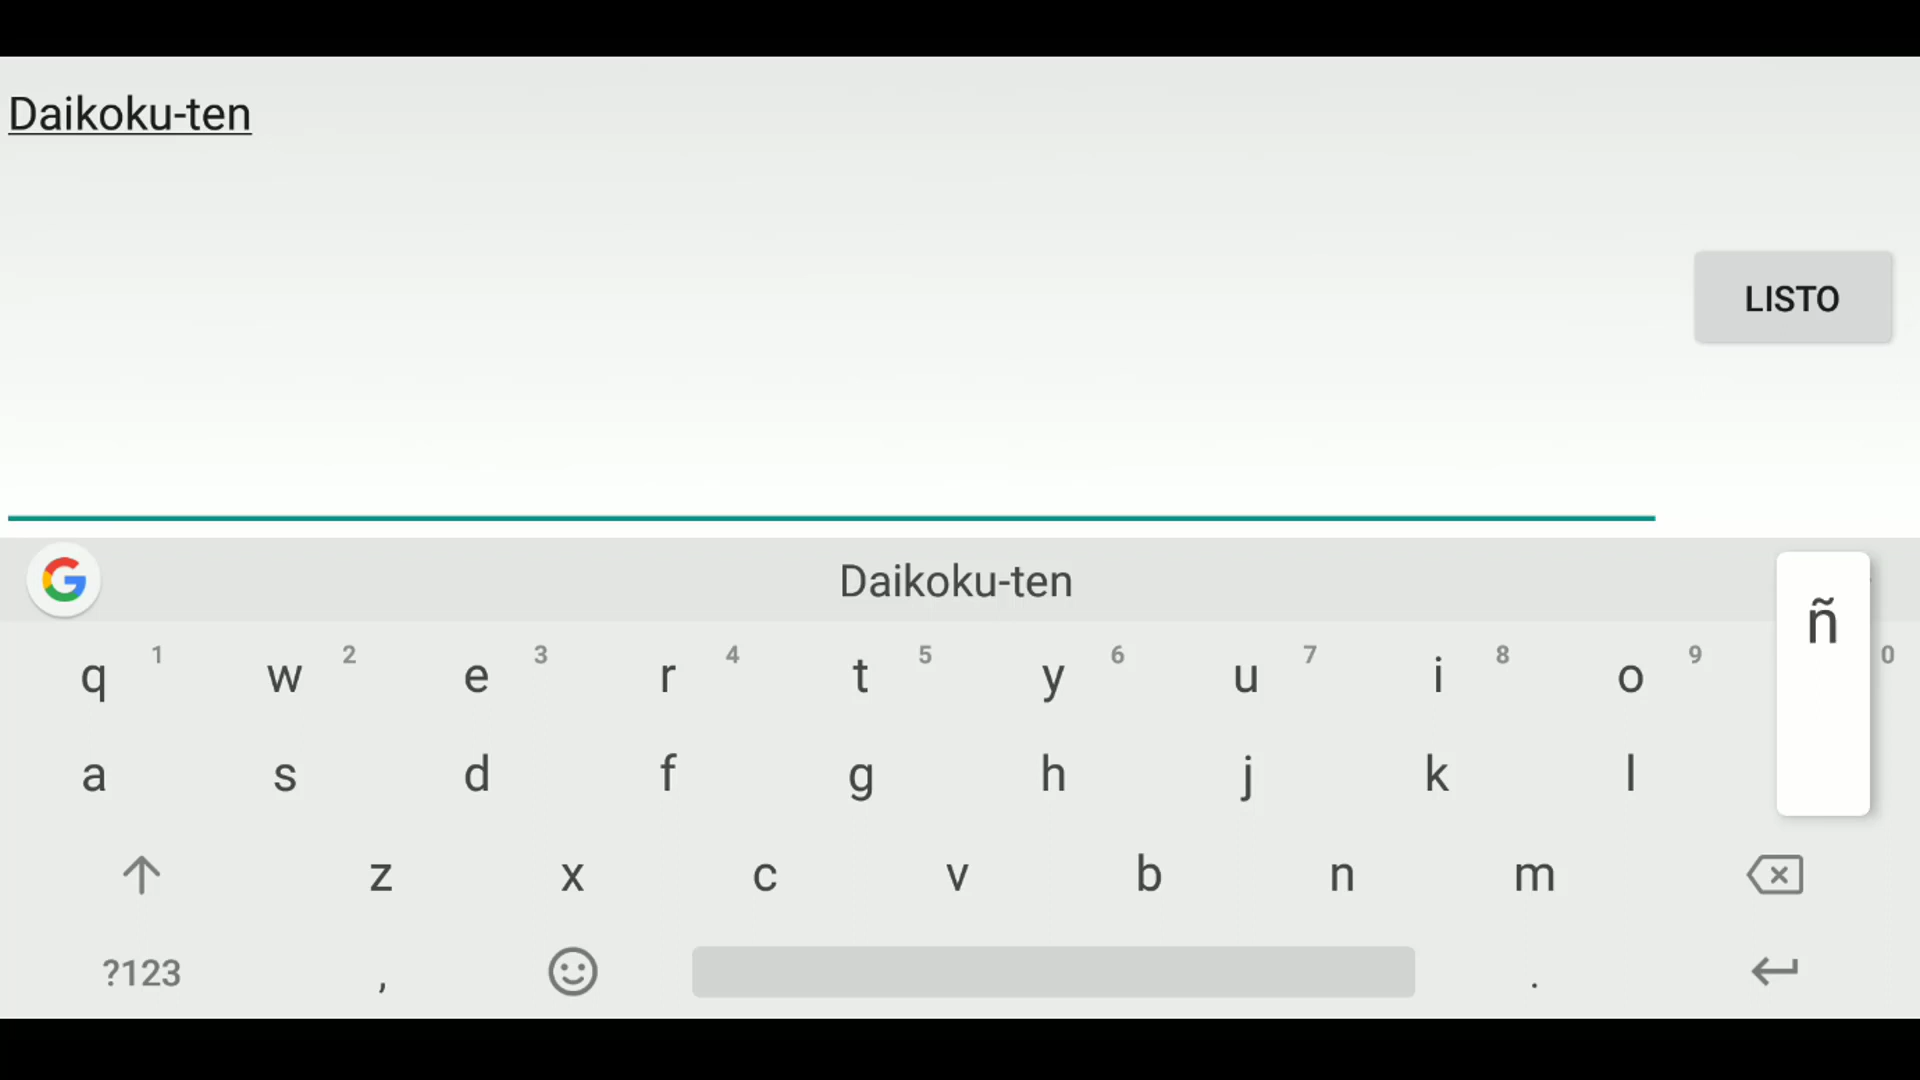 Daikoku-ten
LISTO
Daikoku-ten
ñ
q 1 w 2 e 3 r 4 t 5 y 6 u 7 i 8 o 9 0
a s d f g h j k l
z x c v b n m
?123 , .